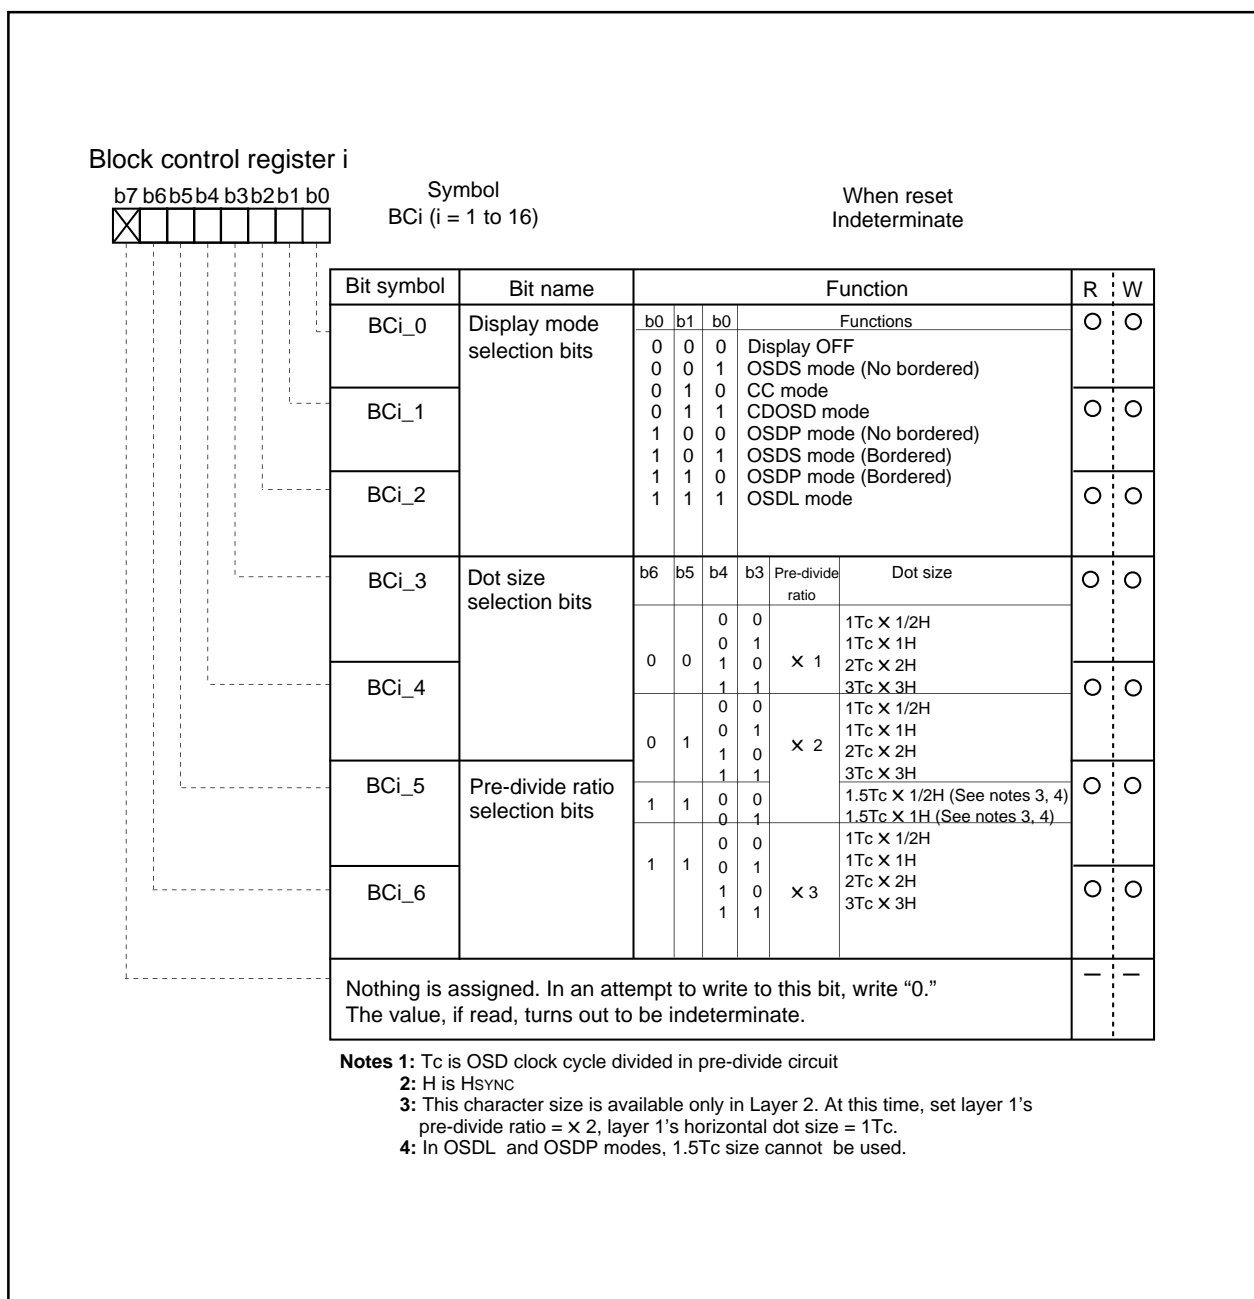 Block control register i
b7 b6 b5 b4 b3 b2 b1 b0
Symbol
BCi (i = 1 to 16)
When reset
Indeterminate
Bit symbol Bit name Function R W
BCi_0 Display mode selection bits
b0 b1 b0 Functions
0 0 0 Display OFF
0 0 1 OSDS mode (No bordered)
0 1 0 CC mode
0 1 1 CDOSD mode
1 0 0 OSDP mode (No bordered)
1 0 1 OSDS mode (Bordered)
1 1 0 OSDP mode (Bordered)
1 1 1 OSDL mode
BCi_1
BCi_2
BCi_3 Dot size selection bits
b6 b5 b4 b3 Pre-divide ratio Dot size
0 0 1Tc × 1/2H
0 1 1Tc × 1H
0 0 1 0 × 1 2Tc × 2H
1 1 3Tc × 3H
BCi_4
0 0 1Tc × 1/2H
0 1 1Tc × 1H
0 1 1 0 × 2 2Tc × 2H
1 1 3Tc × 3H
BCi_5 Pre-divide ratio selection bits
1 1 0 0 1.5Tc × 1/2H (See notes 3, 4)
0 1 1.5Tc × 1H (See notes 3, 4)
0 0 1Tc × 1/2H
1 1 0 1 1Tc × 1H
1 0 × 3 2Tc × 2H
1 1 3Tc × 3H
BCi_6
Nothing is assigned. In an attempt to write to this bit, write “0.” – –
The value, if read, turns out to be indeterminate.
Notes 1: Tc is OSD clock cycle divided in pre-divide circuit
2: H is HSYNC
3: This character size is available only in Layer 2. At this time, set layer 1's
pre-divide ratio = × 2, layer 1's horizontal dot size = 1Tc.
4: In OSDL and OSDP modes, 1.5Tc size cannot be used.